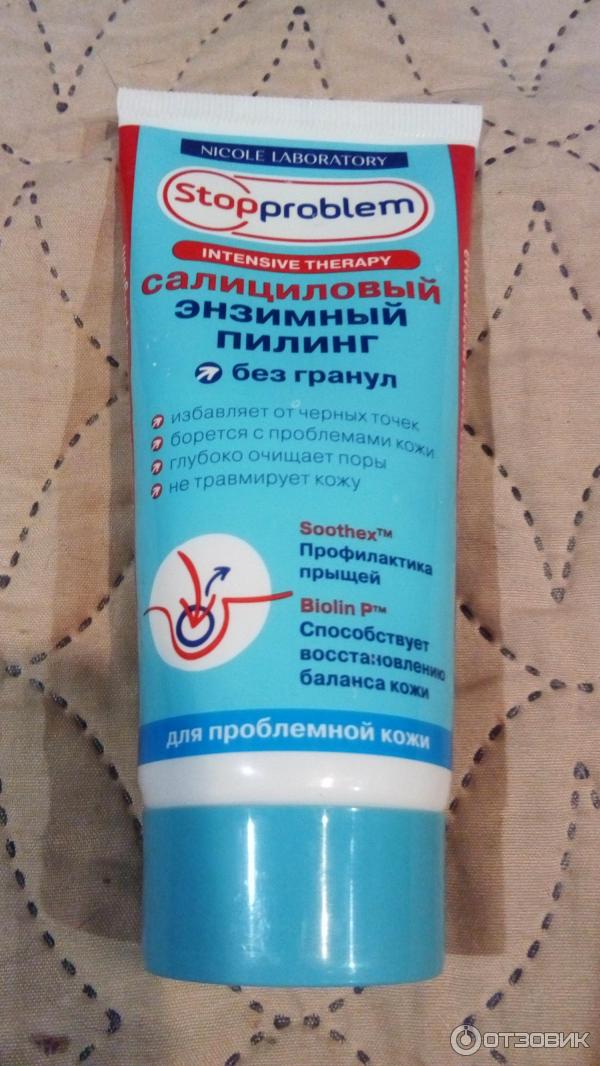 NICOLE LABORATORY
Stopproblem
INTENSIVE THERAPY
салициловый
энзимный
пилинг
без гранул
избавляет от черных точек
борется с проблемами кожи
глубоко очищает поры
не травмирует кожу
Soothex™
Профилактика
прыщей
Biolin P™
Способствует
восстановлению
баланса кожи
для проблемной кожи
ОТЗОВИК